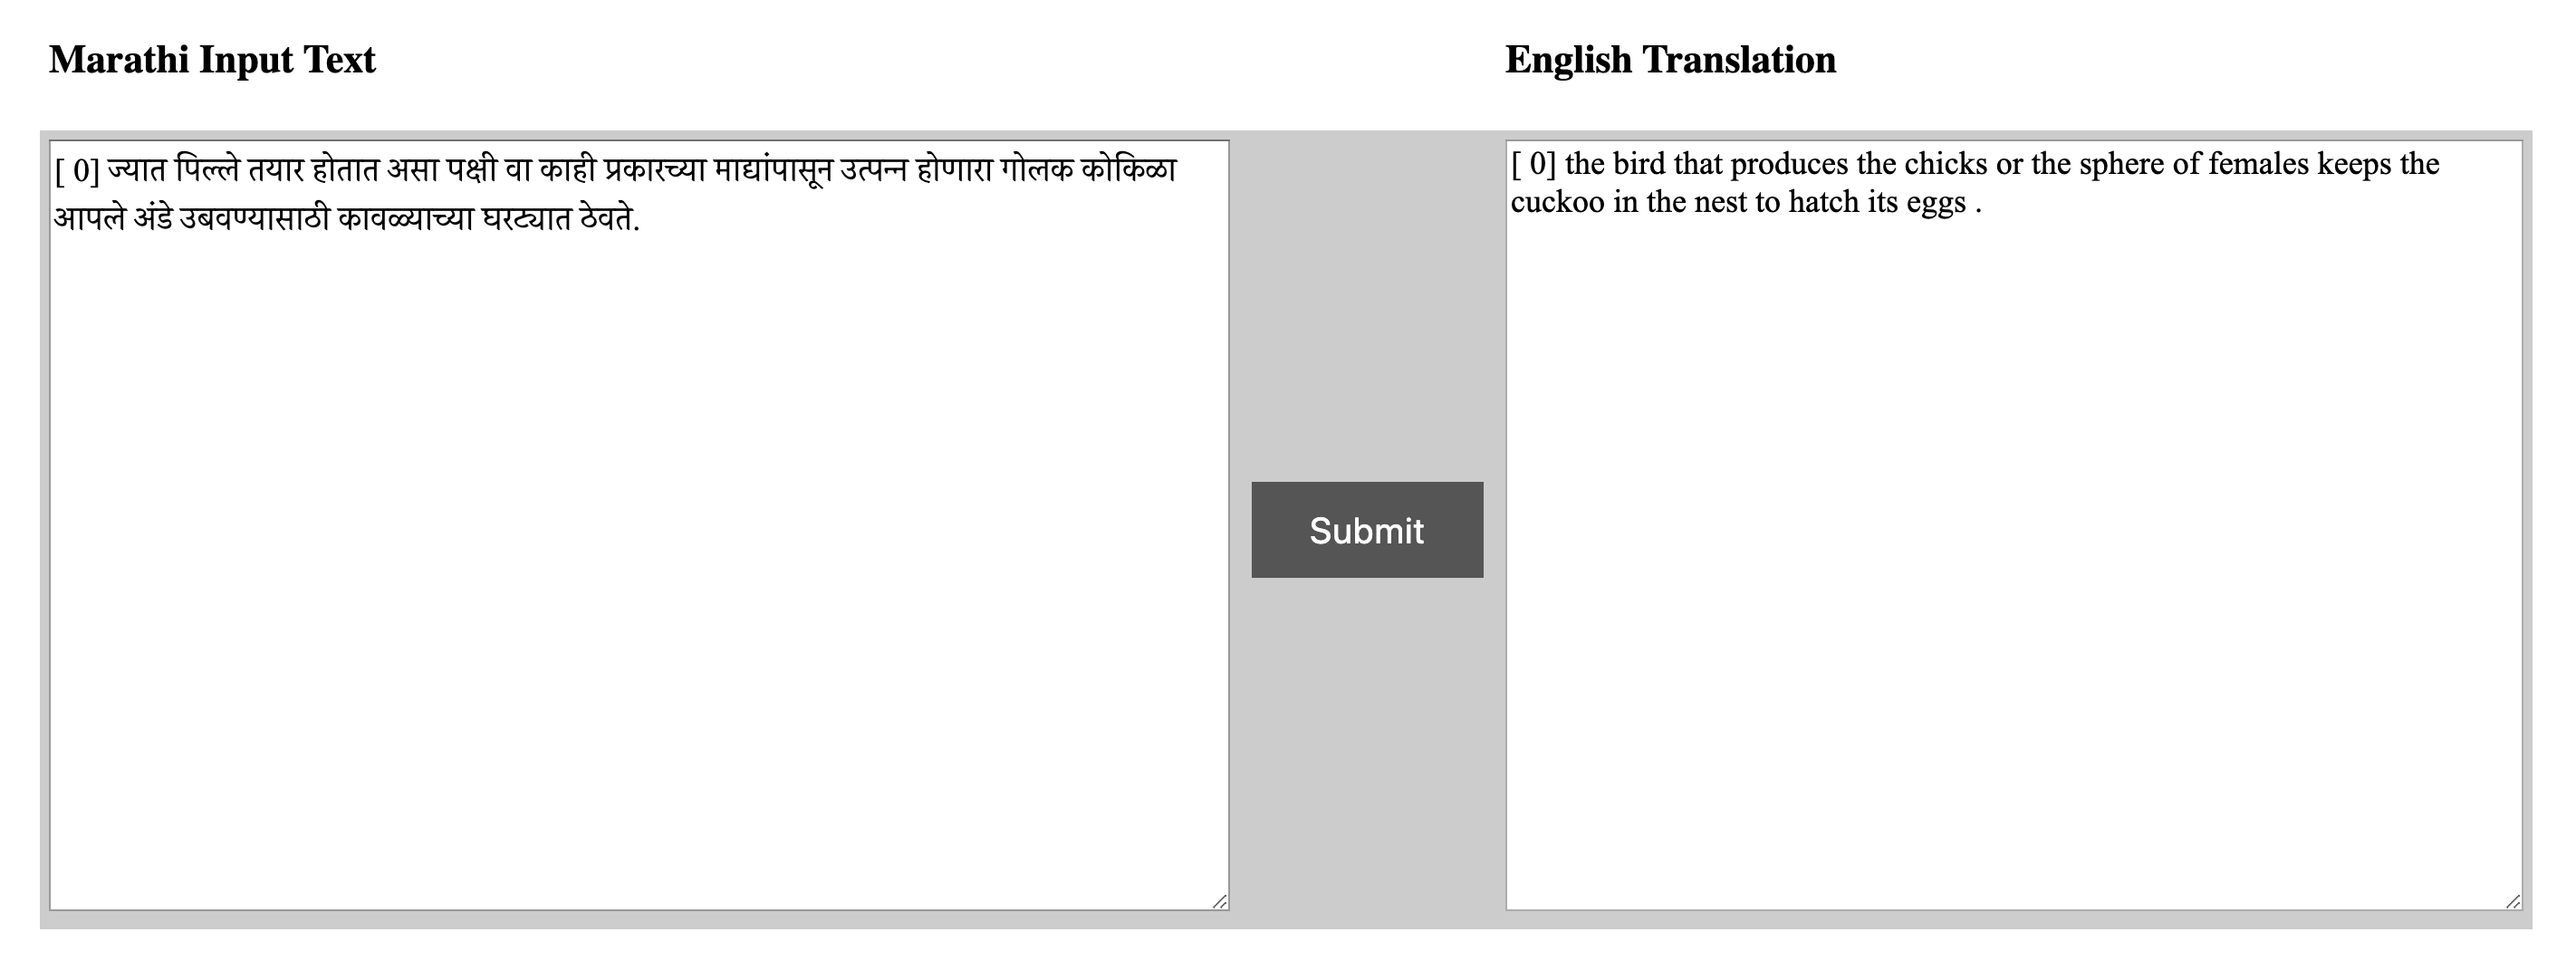 Marathi Input Text
English Translation
[ 0] ज्यात पिल्ले तयार होतात असा पक्षी वा काही प्रकारच्या माद्यांपासून उत्पन्न होणारा गोलक कोकिळा
आपले अंडे उबवण्यासाठी कावळ्याच्या घरट्यात ठेवते.
Submit
[ 0] the bird that produces the chicks or the sphere of females keeps the
cuckoo in the nest to hatch its eggs .